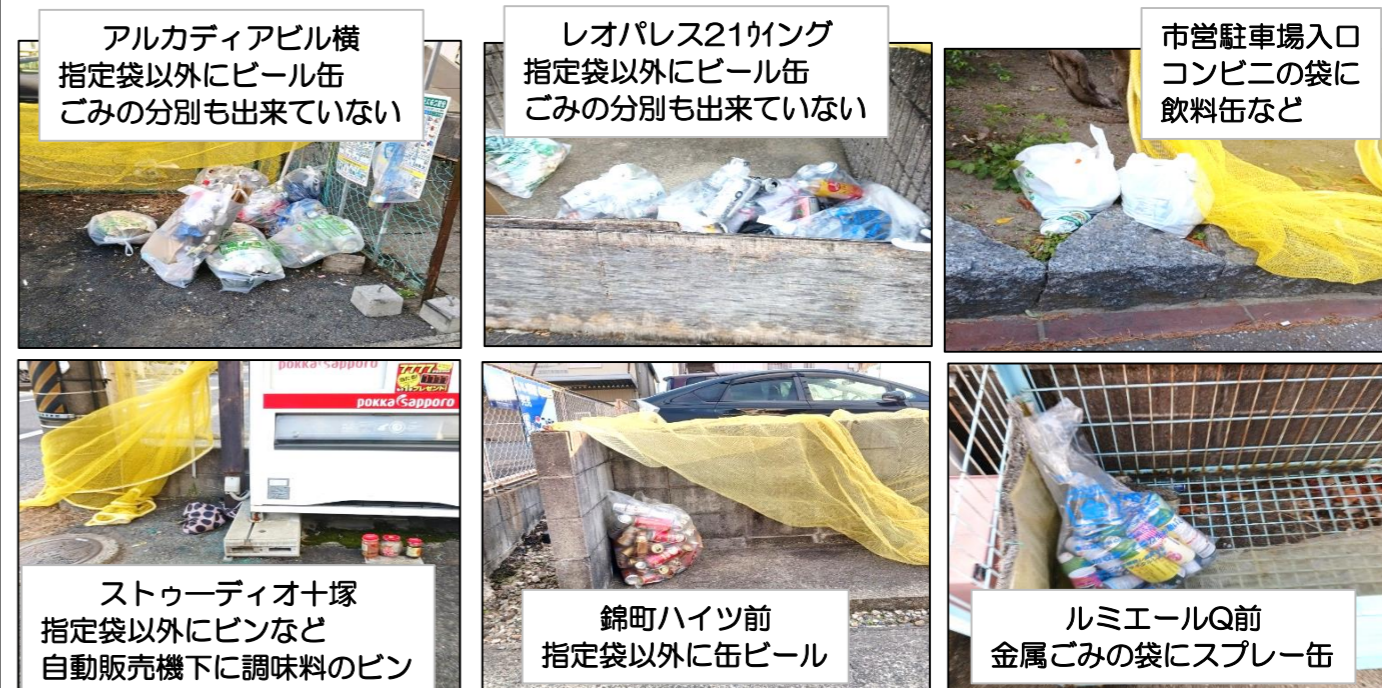 アルカディアビル横
指定袋以外にビール缶
ごみの分別も出来ていない
レオパレス21ウイング
指定袋以外にビール缶
ごみの分別も出来ていない
市営駐車場入口
コンビニの袋に
飲料缶など
pokka sapporo
プレゼント!
pokka sapporo
ストゥーディオ十塚
指定袋以外にビンなど
自動販売機下に調味料のビン
錦町ハイツ前
指定袋以外に缶ビール
ルミエールQ前
金属ごみの袋にスプレー缶